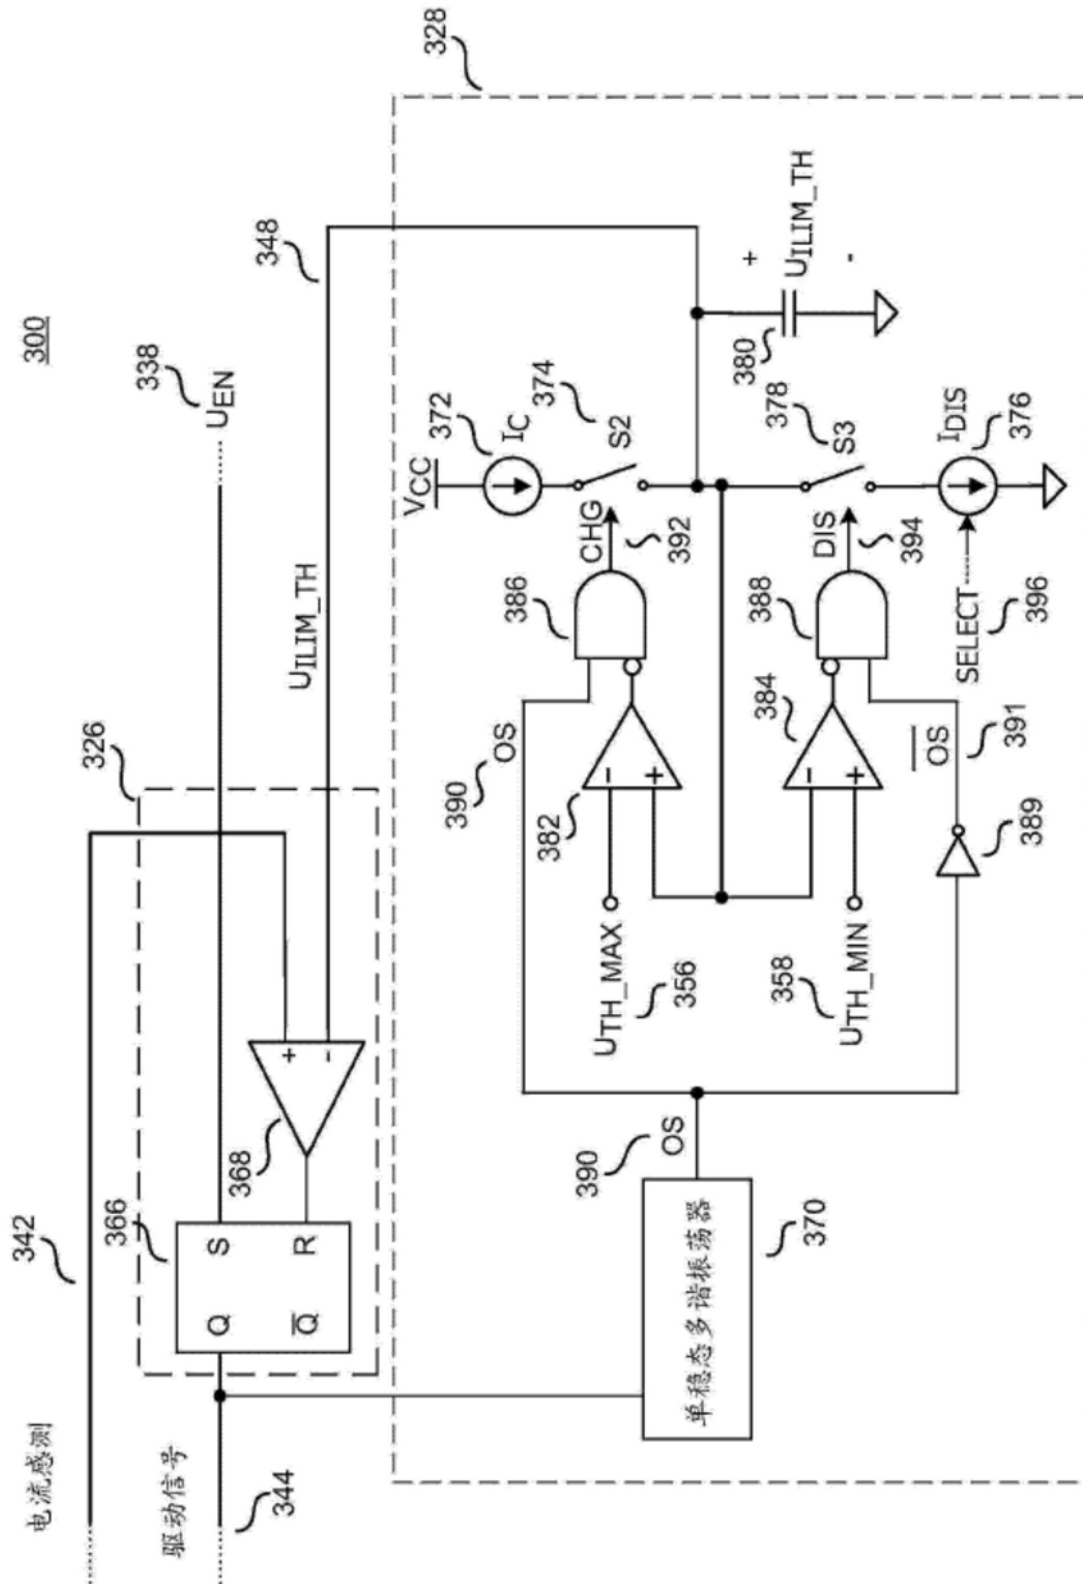 300
电流感测
342
驱动信号
344
366
Q
S
Q̅
R
368
+
-
326
UILIM_TH
348
338
UEN
328
单稳态多谐振荡器
370
390
OS
390
OS
UTH_MAX
356
382
-
+
386
CHG
392
VCC
372
IC
374
S2
UTH_MIN
358
384
-
+
388
DIS
394
378
S3
389
O̅S̅
391
SELECT
396
IDIS
376
380
+
UILIM_TH
-